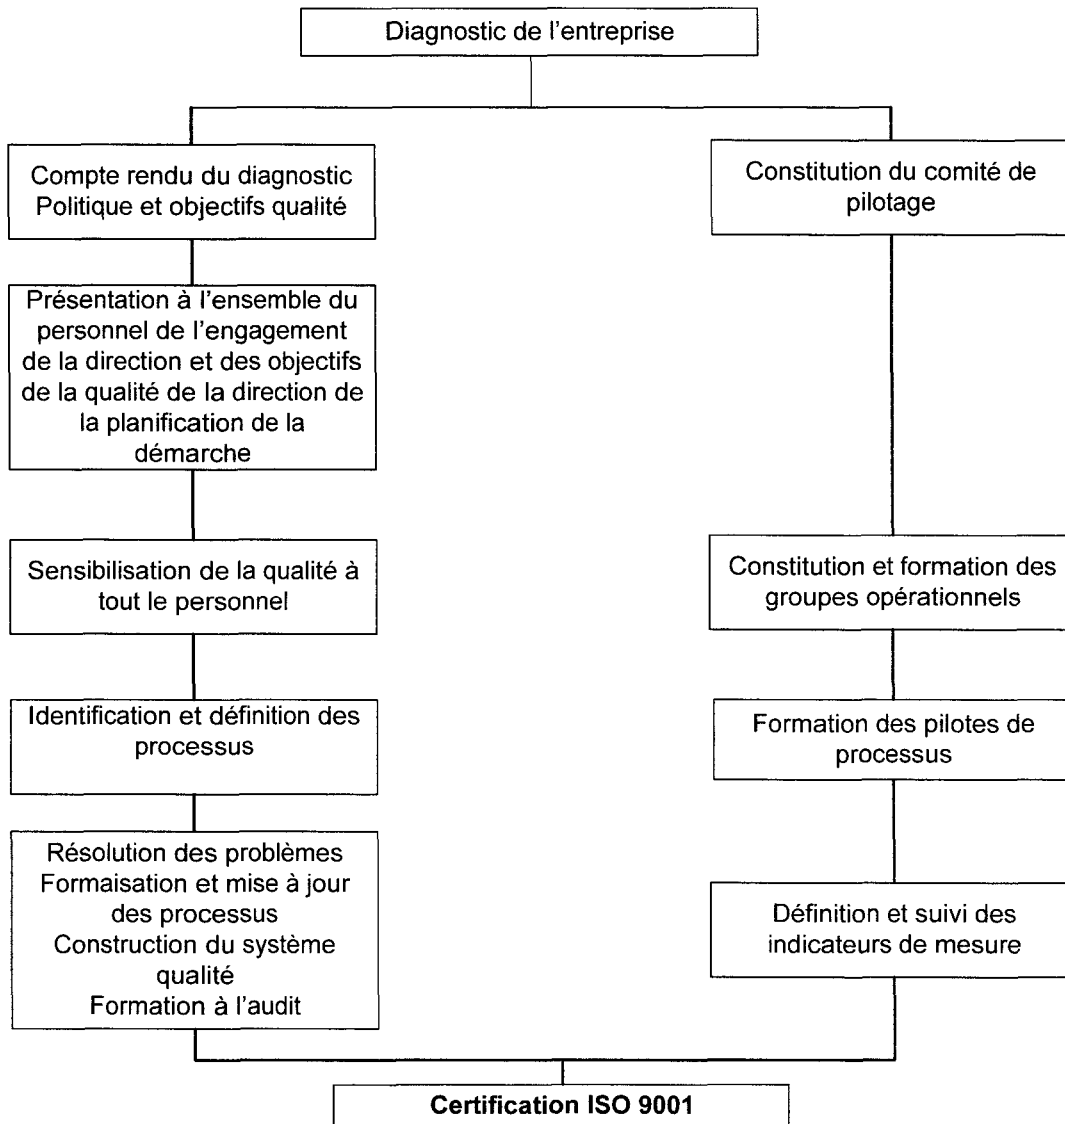 Diagnostic de l'entreprise
Compte rendu du diagnostic
Politique et objectifs qualité
Constitution du comité de
pilotage
Présentation à l'ensemble du
personnel de l'engagement
de la direction et des objectifs
de la qualité de la direction de
la planification de la
démarche
Sensibilisation de la qualité à
tout le personnel
Constitution et formation des
groupes opérationnels
Identification et définition des
processus
Formation des pilotes de
processus
Résolution des problèmes
Formaisation et mise à jour
des processus
Construction du système
qualité
Formation à l'audit
Définition et suivi des
indicateurs de mesure
Certification ISO 9001